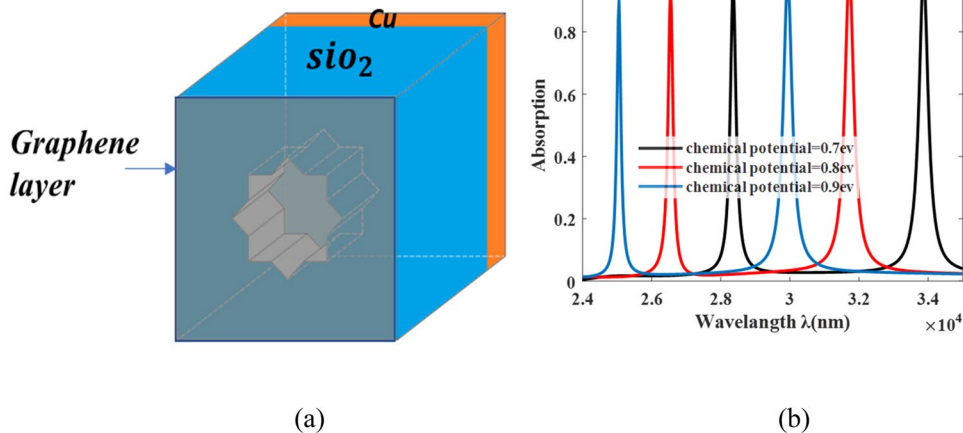 Cu
sio₂
Graphene
layer
(a)
Absorption
0.8
0.6
0.4
0.2
0
chemical potential=0.7ev
chemical potential=0.8ev
chemical potential=0.9ev
2.4 2.6 2.8 3 3.2 3.4
Wavelangth λ(nm)
×10⁴
(b)